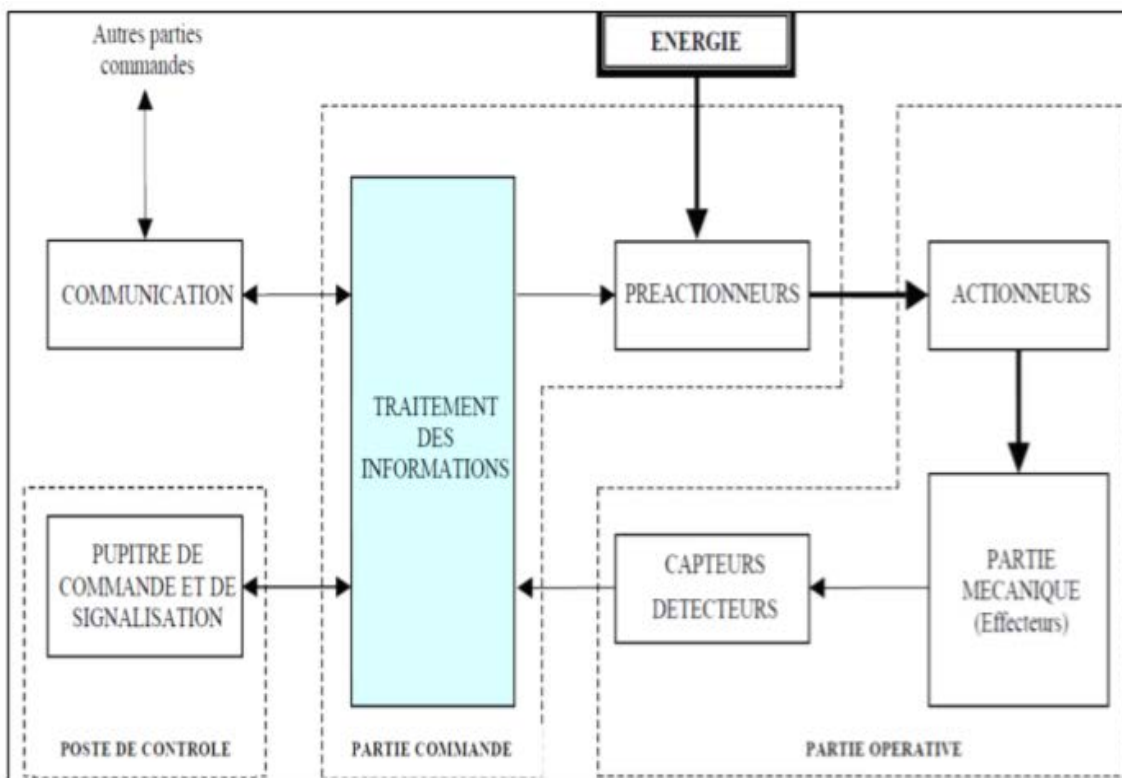 Autres parties
commandes
ENERGIE
COMMUNICATION
PREACTIONNEURS
ACTIONNEURS
TRAITEMENT
DES
INFORMATIONS
PUPITRE DE
COMMANDE ET DE
SIGNALISATION
CAPTEURS
DETECTEURS
PARTIE
MECANIQUE
(Effecteurs)
POSTE DE CONTROLE
PARTIE COMMANDE
PARTIE OPERATIVE